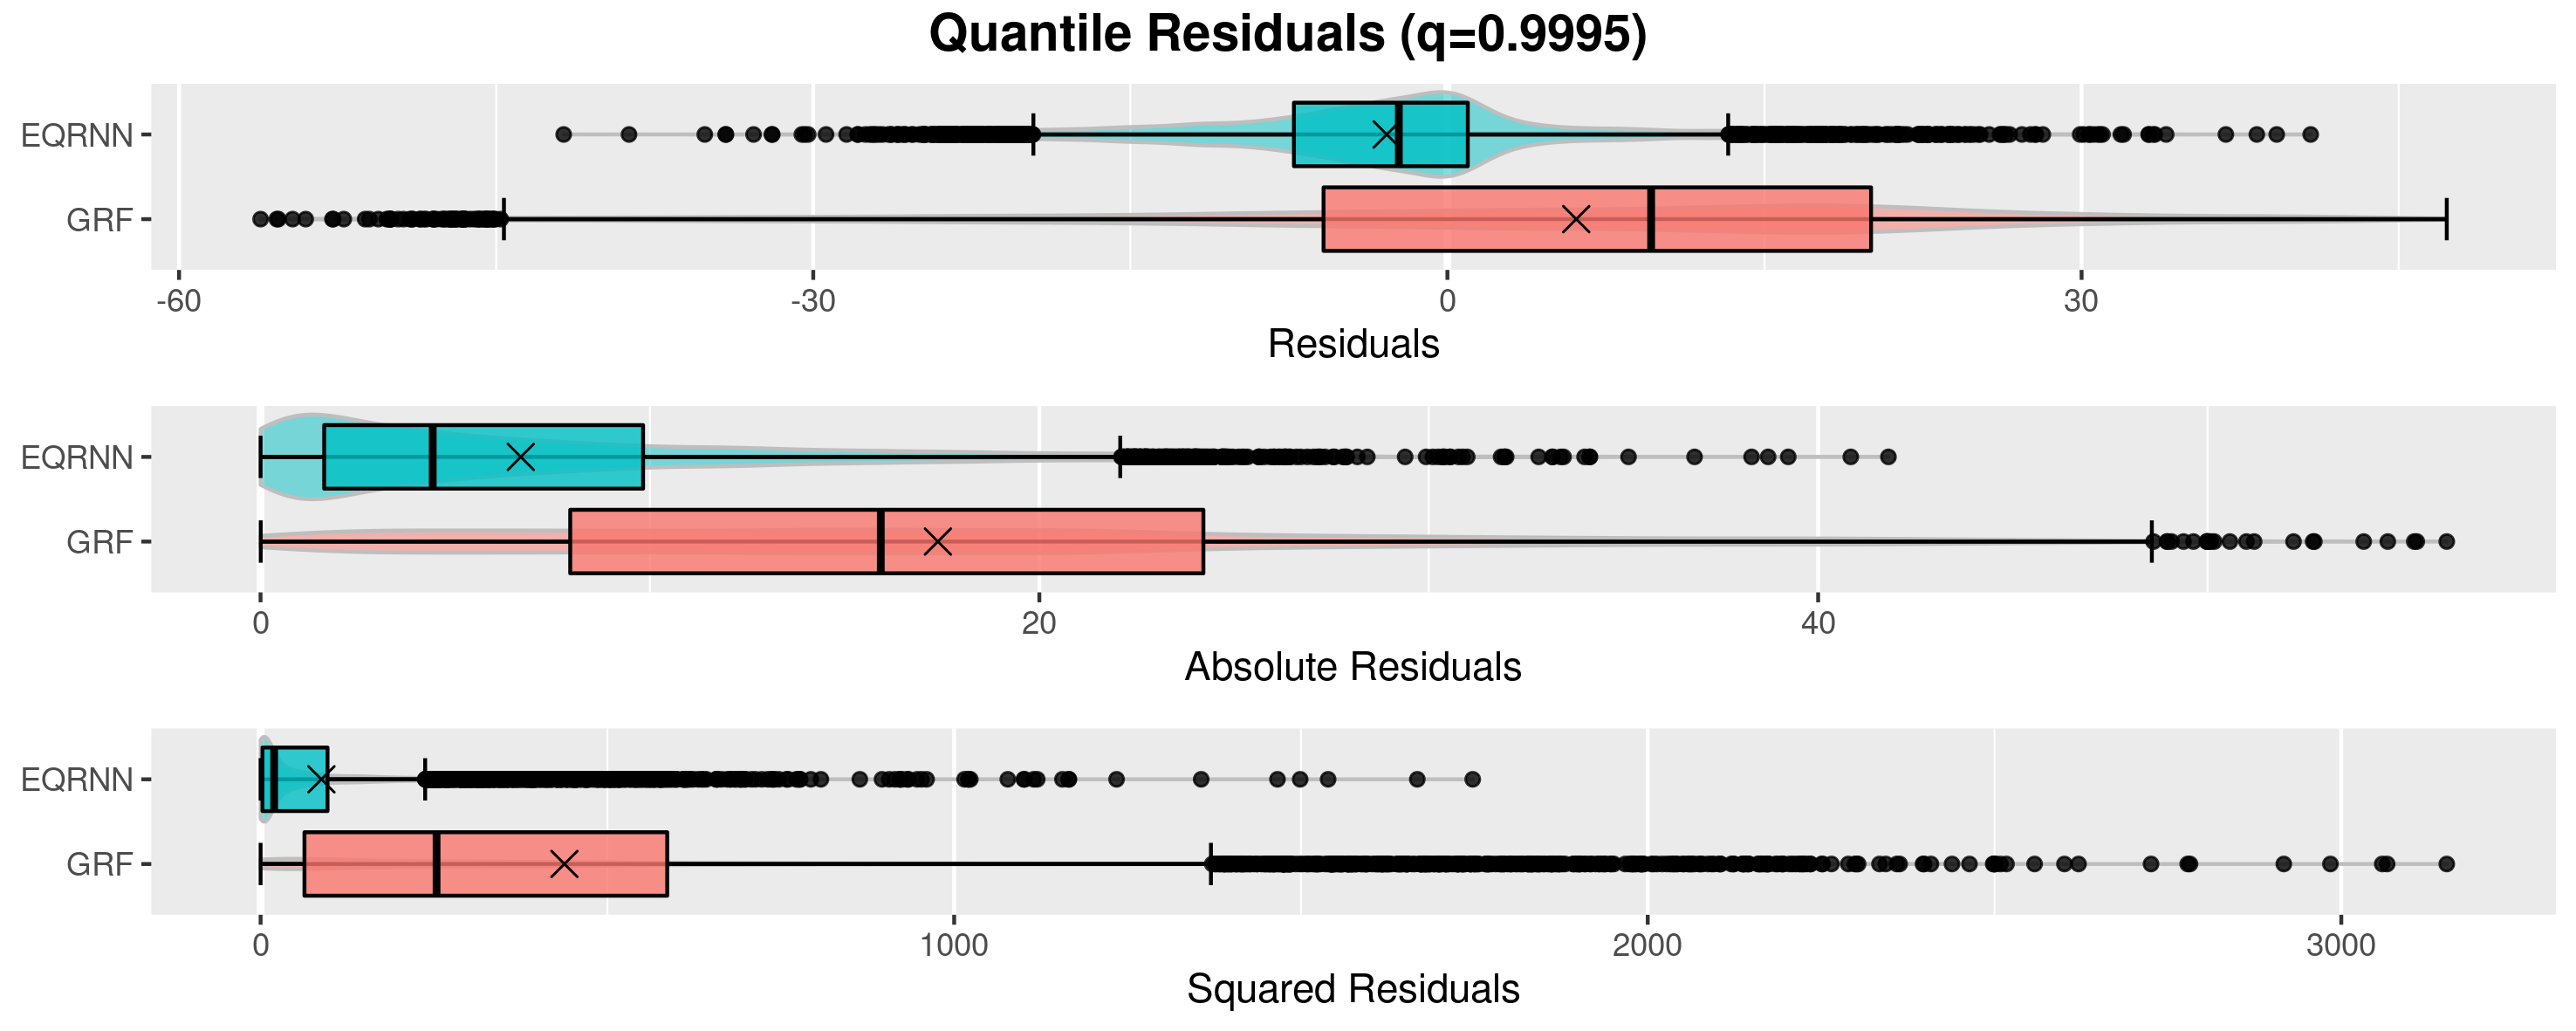 Quantile Residuals (q=0.9995)
EQRNN
GRF
-60 -30 0 30
Residuals
EQRNN
GRF
0 20 40
Absolute Residuals
EQRNN
GRF
0 1000 2000 3000
Squared Residuals